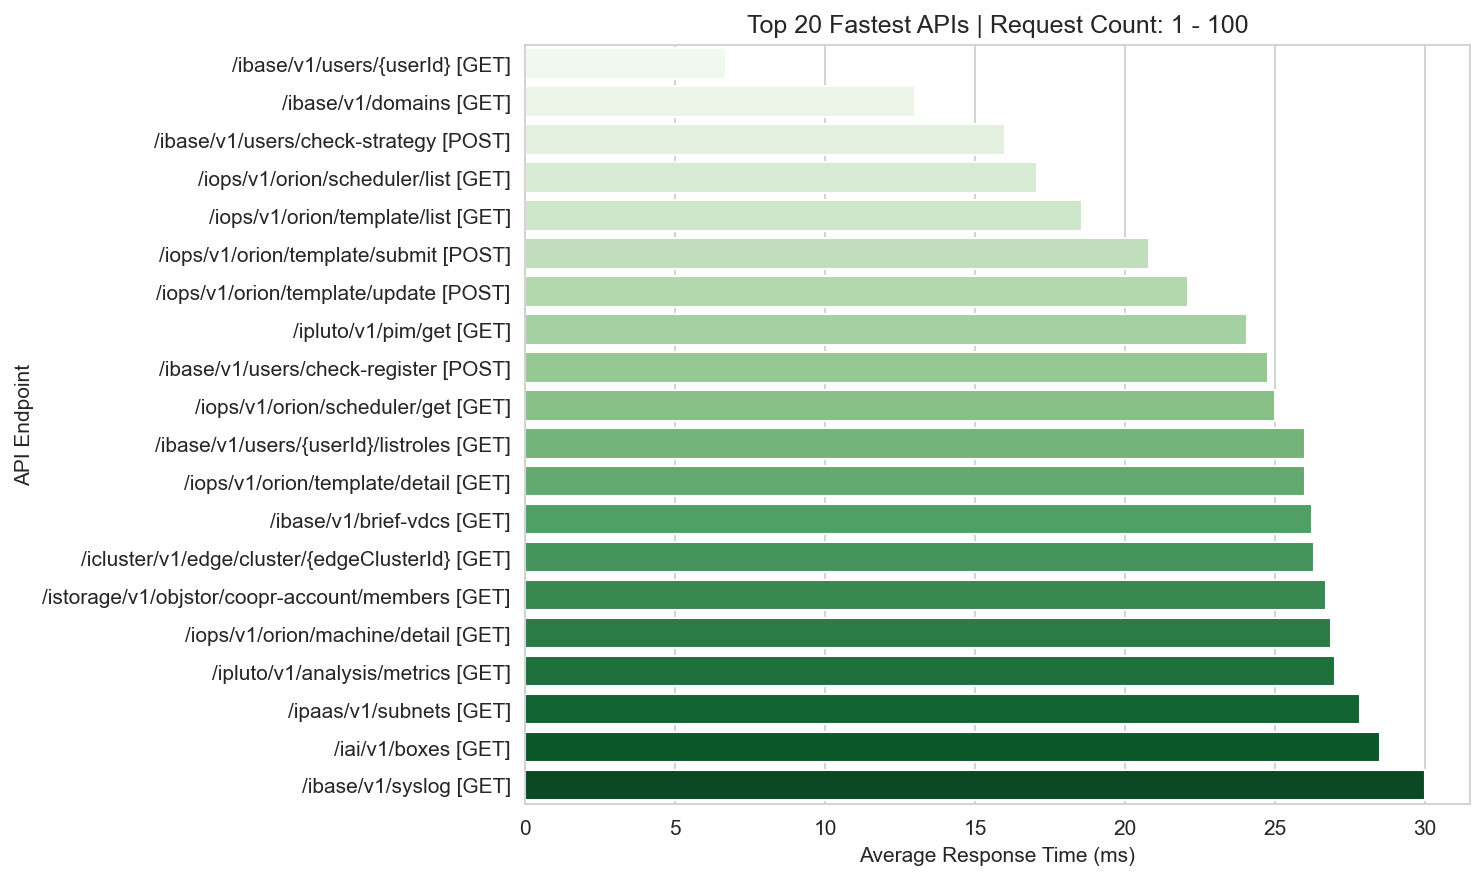 Top 20 Fastest APIs | Request Count: 1 - 100
API Endpoint
/ibase/v1/users/{userId} [GET]
/ibase/v1/domains [GET]
/ibase/v1/users/check-strategy [POST]
/iops/v1/orion/scheduler/list [GET]
/iops/v1/orion/template/list [GET]
/iops/v1/orion/template/submit [POST]
/iops/v1/orion/template/update [POST]
/ipluto/v1/pim/get [GET]
/ibase/v1/users/check-register [POST]
/iops/v1/orion/scheduler/get [GET]
/ibase/v1/users/{userId}/listroles [GET]
/iops/v1/orion/template/detail [GET]
/ibase/v1/brief-vdcs [GET]
/icluster/v1/edge/cluster/{edgeClusterId} [GET]
/istorage/v1/objstor/coopr-account/members [GET]
/iops/v1/orion/machine/detail [GET]
/ipluto/v1/analysis/metrics [GET]
/ipaas/v1/subnets [GET]
/iai/v1/boxes [GET]
/ibase/v1/syslog [GET]
0 5 10 15 20 25 30
Average Response Time (ms)